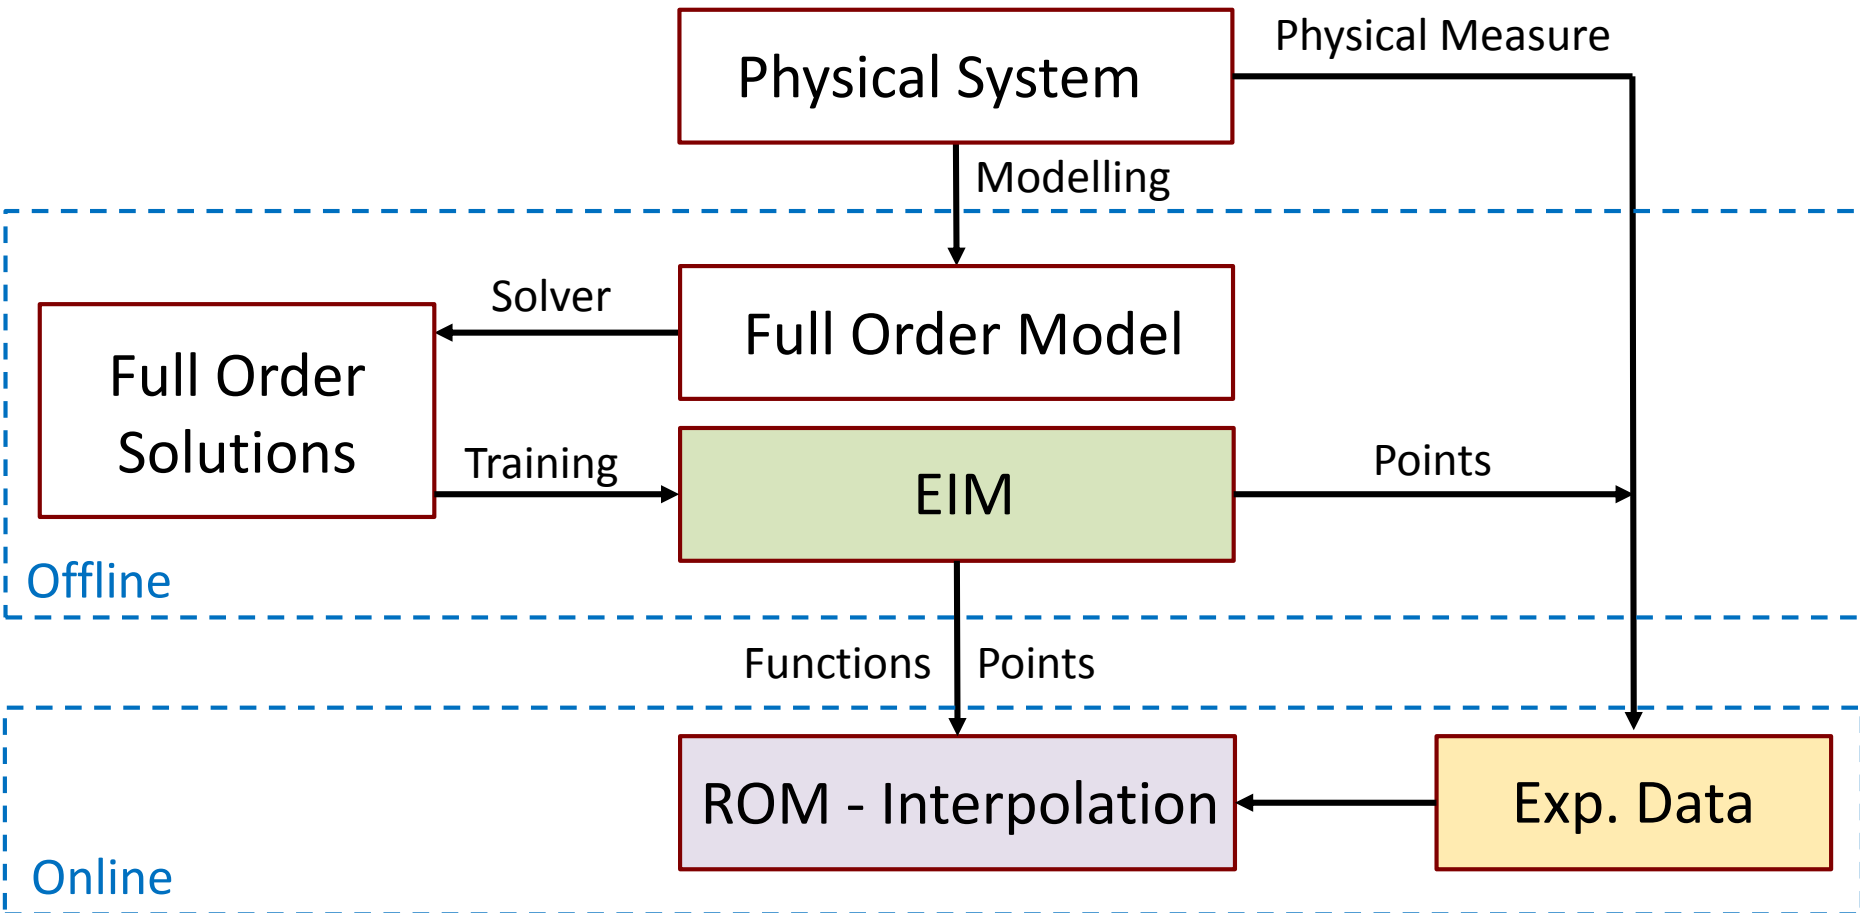 Physical System
Physical Measure
Modelling
Solver
Full Order Model
Full Order
Solutions
Training
EIM
Points
Offline
Functions
Points
ROM - Interpolation
Exp. Data
Online